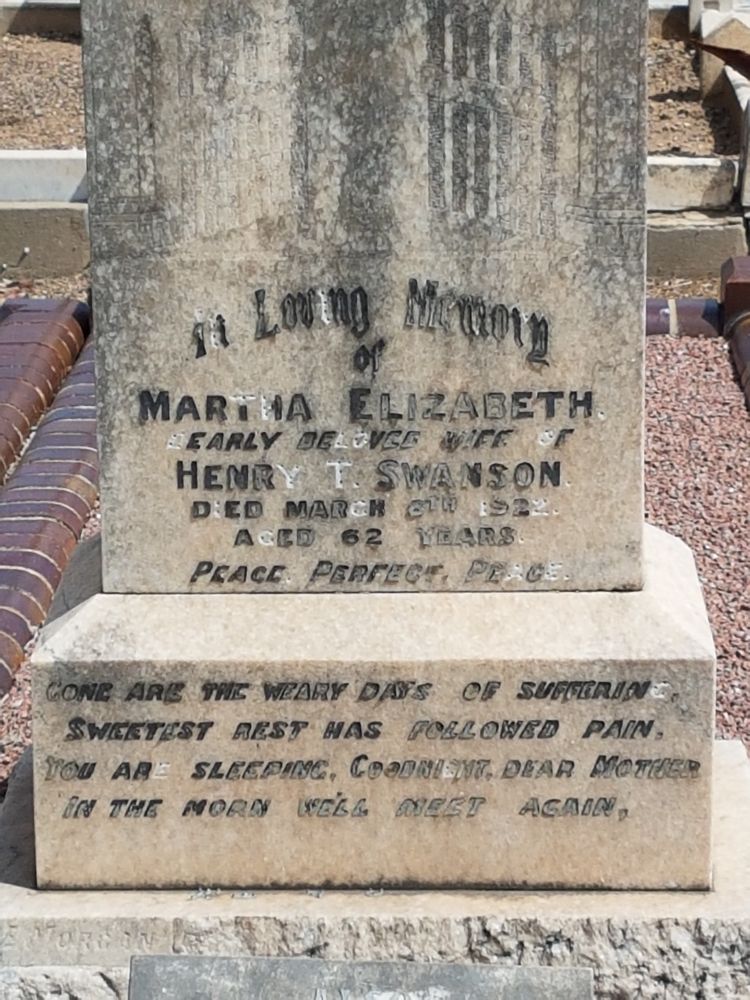 In Loving Memory
of
MARTHA ELIZABETH.
DEARLY BELOVED WIFE OF
HENRY T. SWANSON.
DIED MARCH 8TH 1922.
AGED 62 YEARS.
PEACE, PERFECT, PEACE.
GONE ARE THE WEARY DAYS OF SUFFERING,
SWEETEST REST HAS FOLLOWED PAIN,
YOU ARE SLEEPING, GOODNIGHT, DEAR MOTHER
IN THE MORN WE'LL MEET AGAIN,